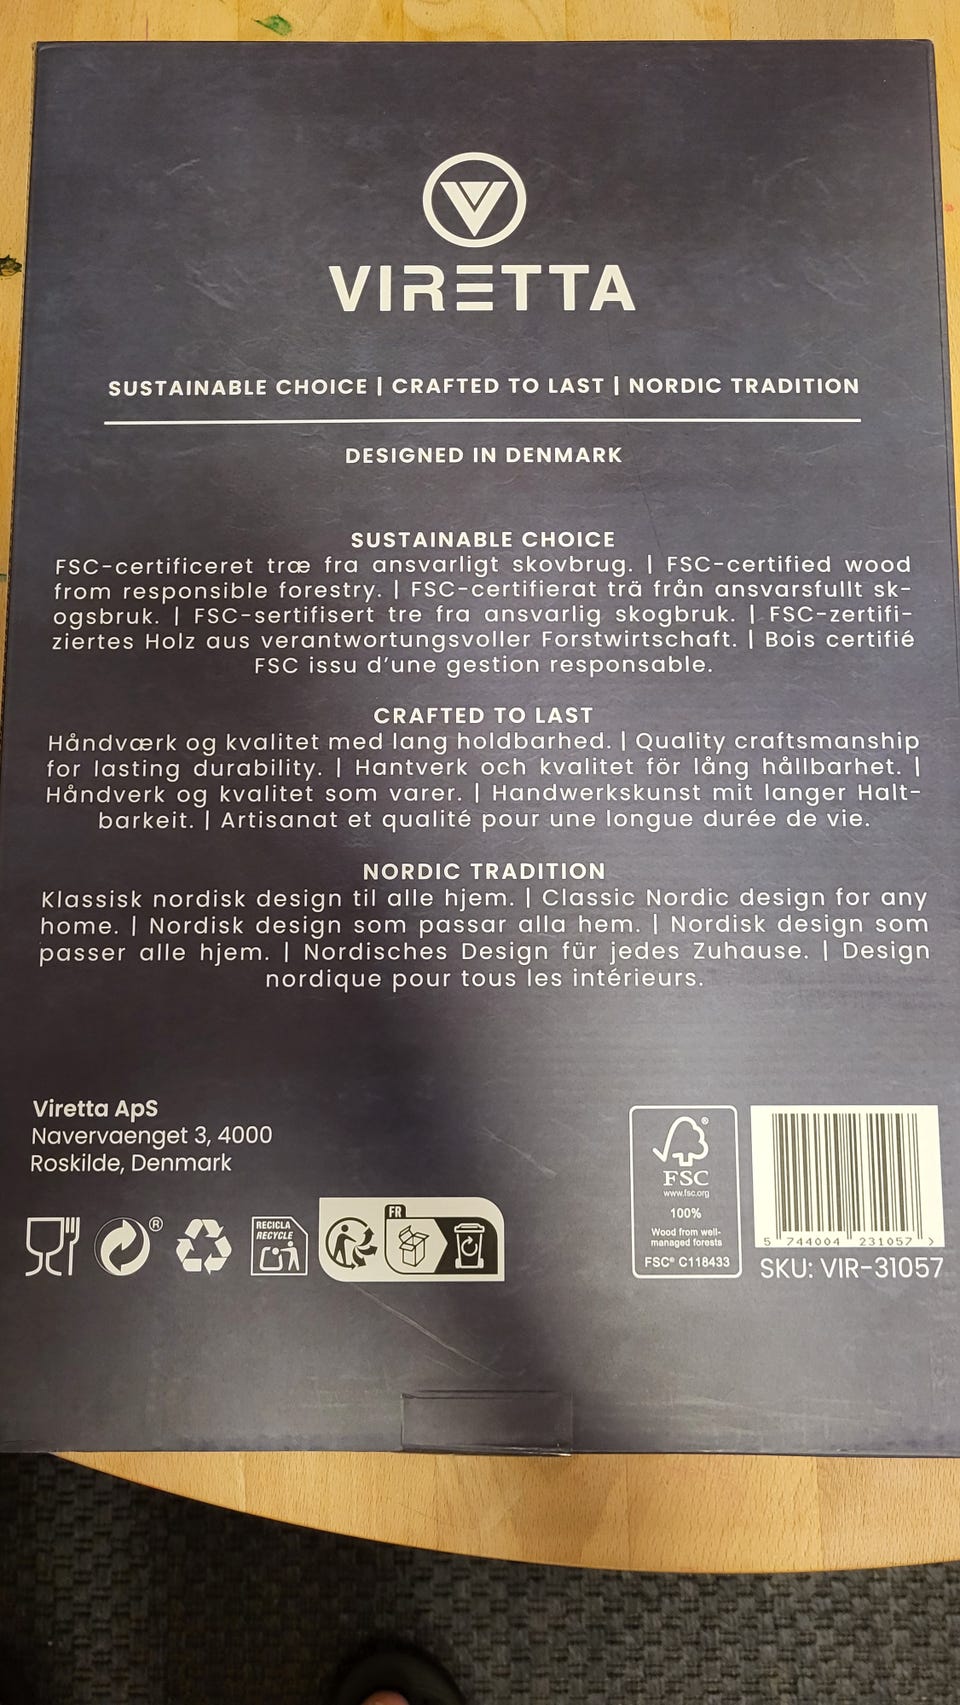 VIRETTA
SUSTAINABLE CHOICE | CRAFTED TO LAST | NORDIC TRADITION
DESIGNED IN DENMARK
SUSTAINABLE CHOICE
FSC-certificeret træ fra ansvarligt skovbrug. | FSC-certified wood
from responsible forestry. | FSC-certifierat trä från ansvarsfullt sk-
ogsbruk. | FSC-sertifisert tre fra ansvarlig skogbruk. | FSC-zertifi-
ziertes Holz aus verantwortungsvoller Forstwirtschaft. | Bois certifié
FSC issu d'une gestion responsable.
CRAFTED TO LAST
Håndværk og kvalitet med lang holdbarhed. | Quality craftsmanship
for lasting durability. | Hantverk och kvalitet för lång hållbarhet. |
Håndverk og kvalitet som varer. | Handwerkskunst mit langer Halt-
barkeit. | Artisanat et qualité pour une longue durée de vie.
NORDIC TRADITION
Klassisk nordisk design til alle hjem. | Classic Nordic design for any
home. | Nordisk design som passar alla hem. | Nordisk design som
passer alle hjem. | Nordisches Design für jedes Zuhause. | Design
nordique pour tous les intérieurs.
Viretta ApS
Navervaenget 3, 4000
Roskilde, Denmark
®
RECICLA
RECYCLE
FR
®
FSC
www.fsc.org
100%
Wood from well-
managed forests
FSC® C118433
5 744004 231057 >
SKU: VIR-31057